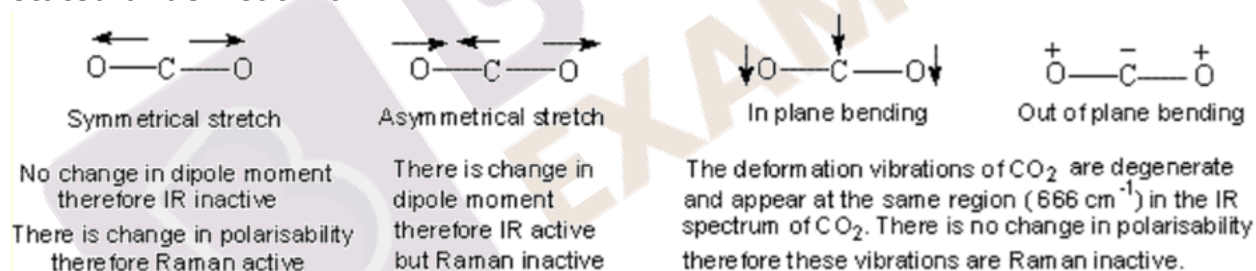 O—C—O
O—C—O
O—C—O
+ − +
O—C—O
Symmetrical stretch
Asymmetrical stretch
In plane bending
Out of plane bending
No change in dipole moment
therefore IR inactive
There is change in polarisability
therefore Raman active
There is change in
dipole moment
therefore IR active
but Raman inactive
The deformation vibrations of CO₂ are degenerate
and appear at the same region (666 cm⁻¹) in the IR
spectrum of CO₂. There is no change in polarisability
therefore these vibrations are Raman inactive.
EXAM